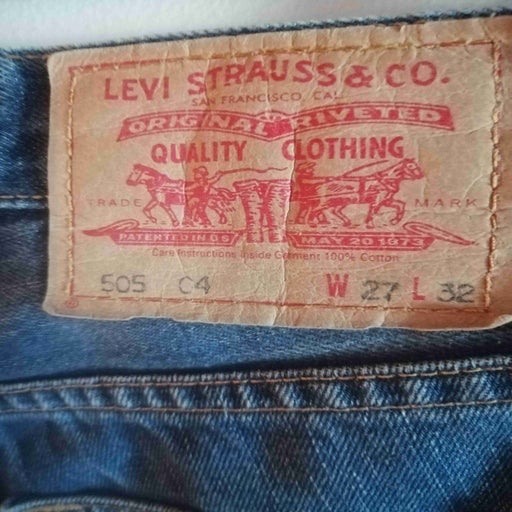 LEVI STRAUSS & CO.
SAN FRANCISCO, CAL.
ORIGINAL RIVETED
QUALITY CLOTHING
TRADE MARK
PATENTED IN U.S. MAY 20 1873
Care instructions inside Garment 100% Cotton
505 C4 W 27 L 32
®